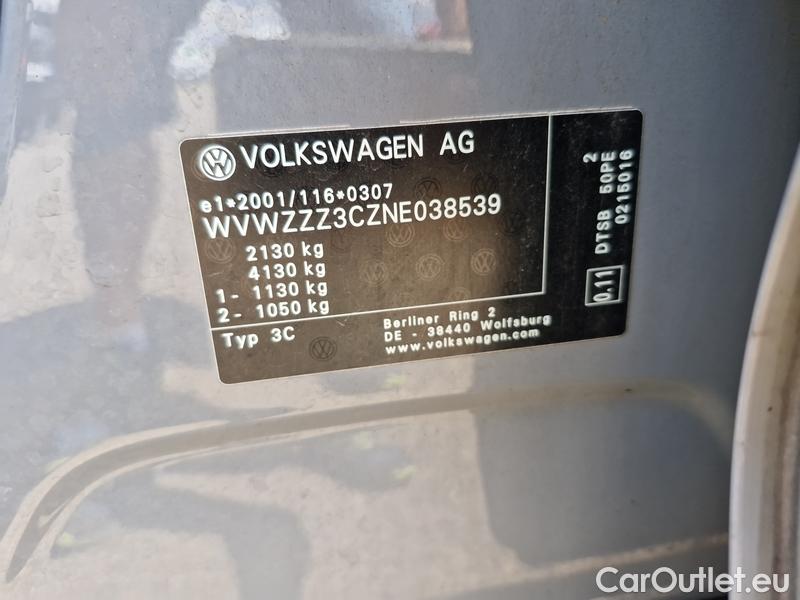 VOLKSWAGEN AG
e1*2001/116*0307
WVWZZZ3CZNE038539
2130 kg
4130 kg
1- 1130 kg
2- 1050 kg
Typ 3C
Berliner Ring 2
DE - 38440 Wolfsburg
www.volkswagen.com
0.11
DTSB 50PE 2
0215016
CarOutlet.eu